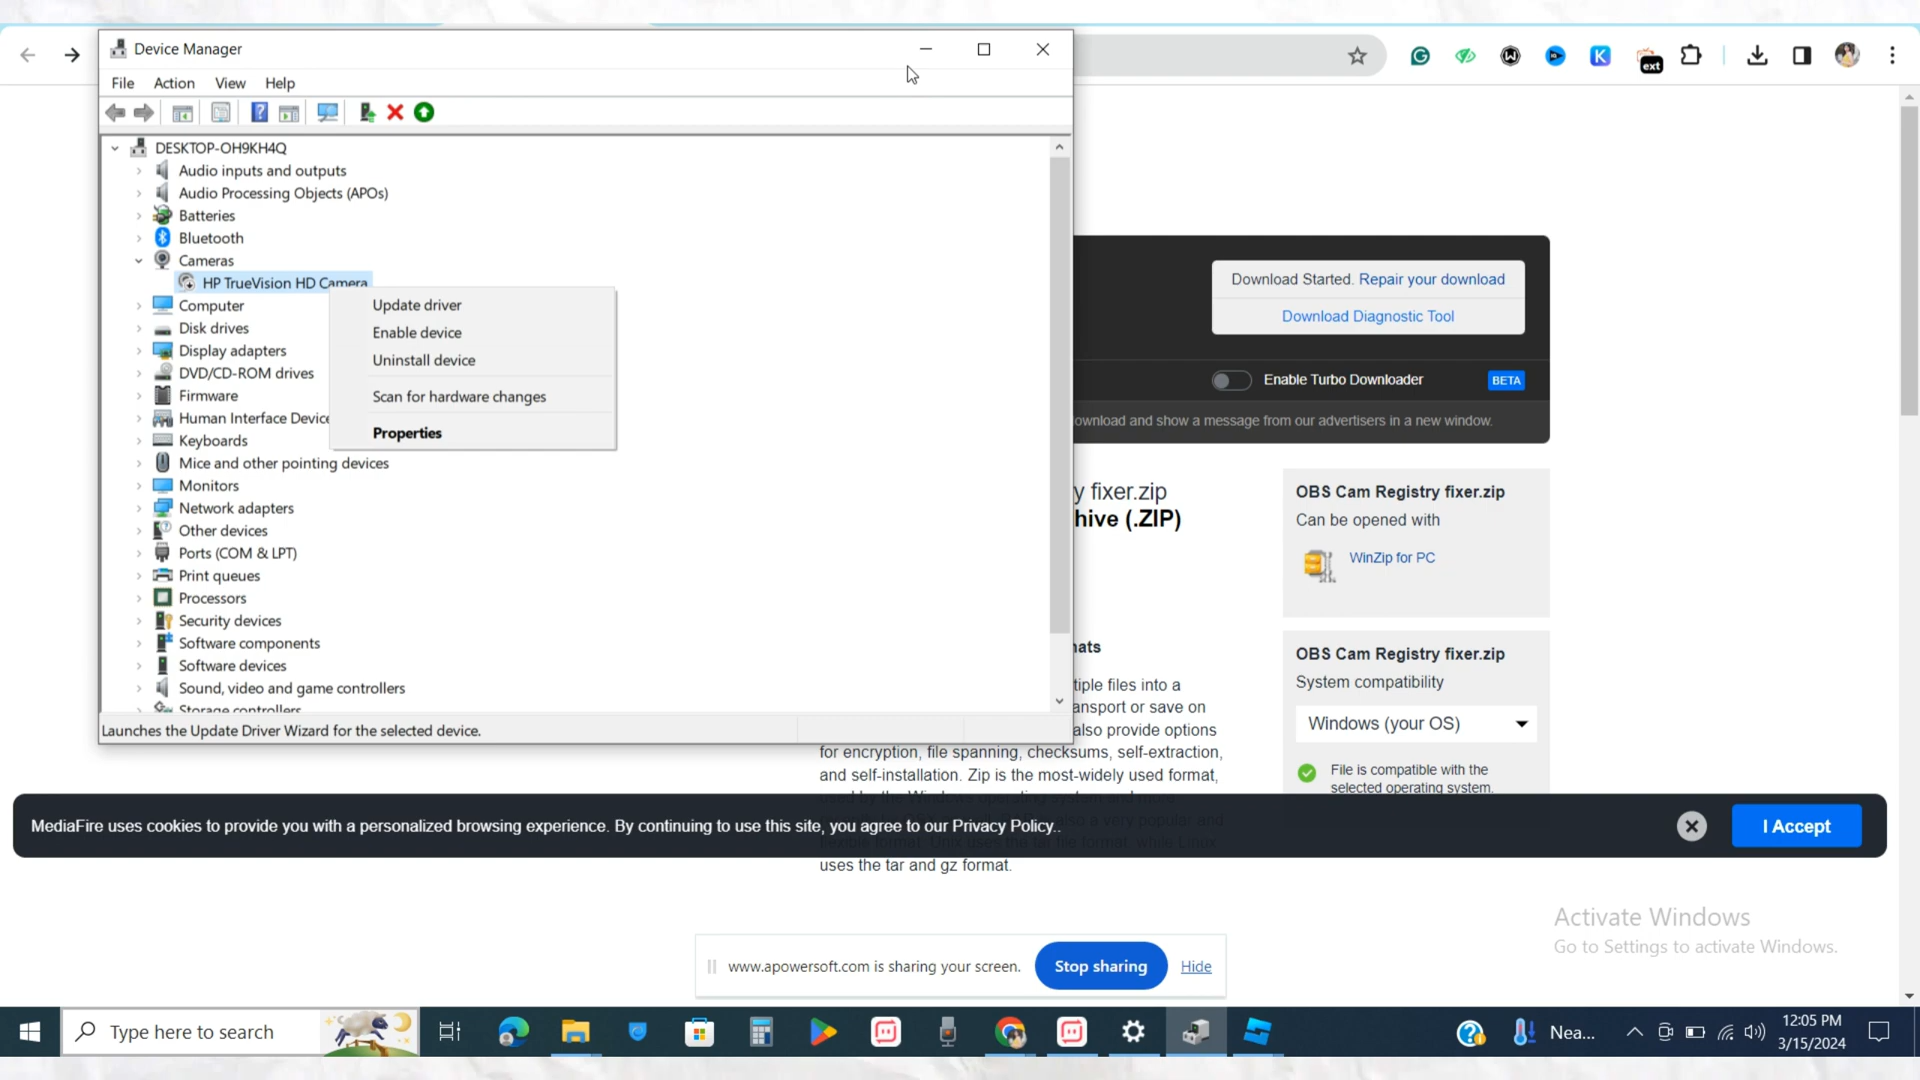 Device Manager
File Action View Help
ext
DESKTOP-OH9KH4Q
Audio inputs and outputs
Audio Processing Objects (APOs)
Batteries
Bluetooth
Cameras
HP TrueVision HD Camera
Computer
Disk drives
Display adapters
DVD/CD-ROM drives
Firmware
Human Interface Device
Keyboards
Mice and other pointing devices
Monitors
Network adapters
Other devices
Ports (COM & LPT)
Print queues
Processors
Security devices
Software components
Software devices
Sound, video and game controllers
Storage controllers
Launches the Update Driver Wizard for the selected device.
Update driver
Enable device
Uninstall device
Scan for hardware changes
Properties
Download Started. Repair your download
Download Diagnostic Tool
Enable Turbo Downloader BETA
ownload and show a message from our advertisers in a new window.
y fixer.zip
hive (.ZIP)
OBS Cam Registry fixer.zip
Can be opened with
WinZip for PC
OBS Cam Registry fixer.zip
System compatibility
Windows (your OS)
File is compatible with the
selected operating system.
nats
tiple files into a
ansport or save on
also provide options
for encryption, file spanning, checksums, self-extraction,
and self-installation. Zip is the most-widely used format,
uses the tar and gz format.
MediaFire uses cookies to provide you with a personalized browsing experience. By continuing to use this site, you agree to our Privacy Policy..
I Accept
Activate Windows
Go to Settings to activate Windows.
www.apowersoft.com is sharing your screen. Stop sharing Hide
Type here to search
Nea...
12:05 PM
3/15/2024